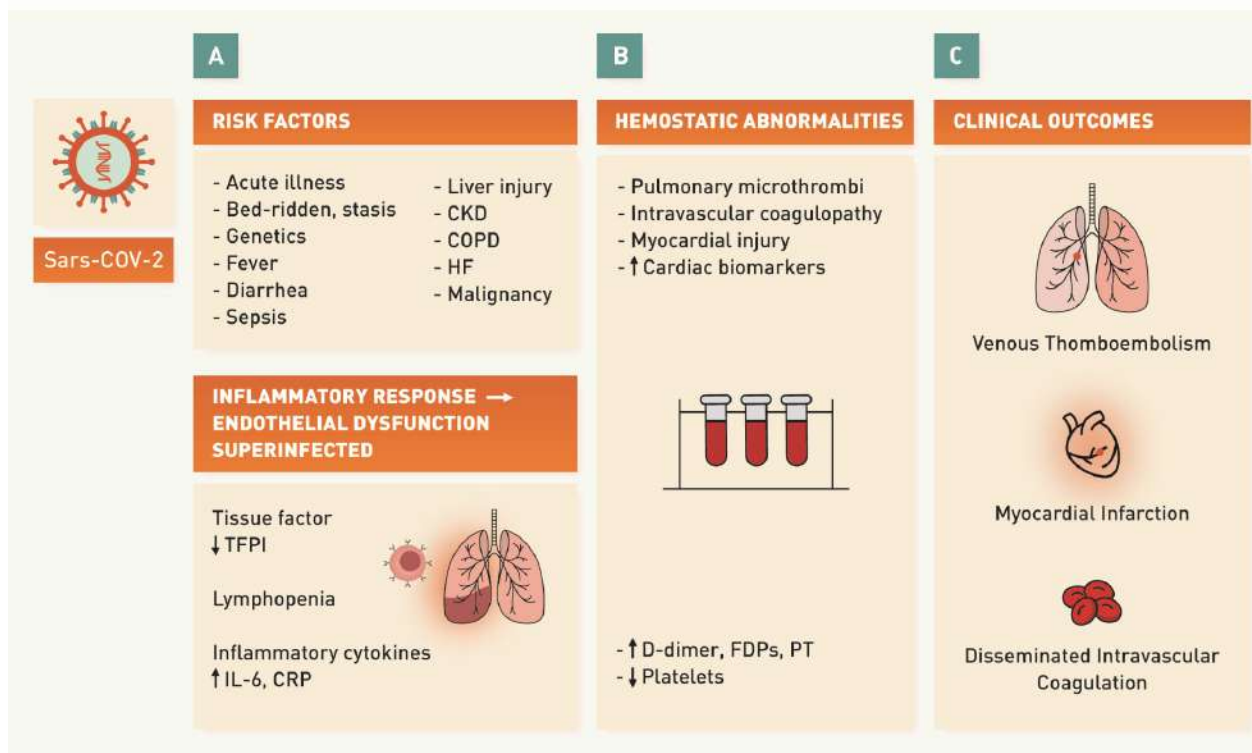 A
B
C
Sars-COV-2
RISK FACTORS
- Acute illness
- Bed-ridden, stasis
- Genetics
- Fever
- Diarrhea
- Sepsis
- Liver injury
- CKD
- COPD
- HF
- Malignancy
INFLAMMATORY RESPONSE →
ENDOTHELIAL DYSFUNCTION
SUPERINFECTED
Tissue factor
↓ TFPI
Lymphopenia
Inflammatory cytokines
↑ IL-6, CRP
HEMOSTATIC ABNORMALITIES
- Pulmonary microthrombi
- Intravascular coagulopathy
- Myocardial injury
- ↑ Cardiac biomarkers
- ↑ D-dimer, FDPs, PT
- ↓ Platelets
CLINICAL OUTCOMES
Venous Thomboembolism
Myocardial Infarction
Disseminated Intravascular
Coagulation